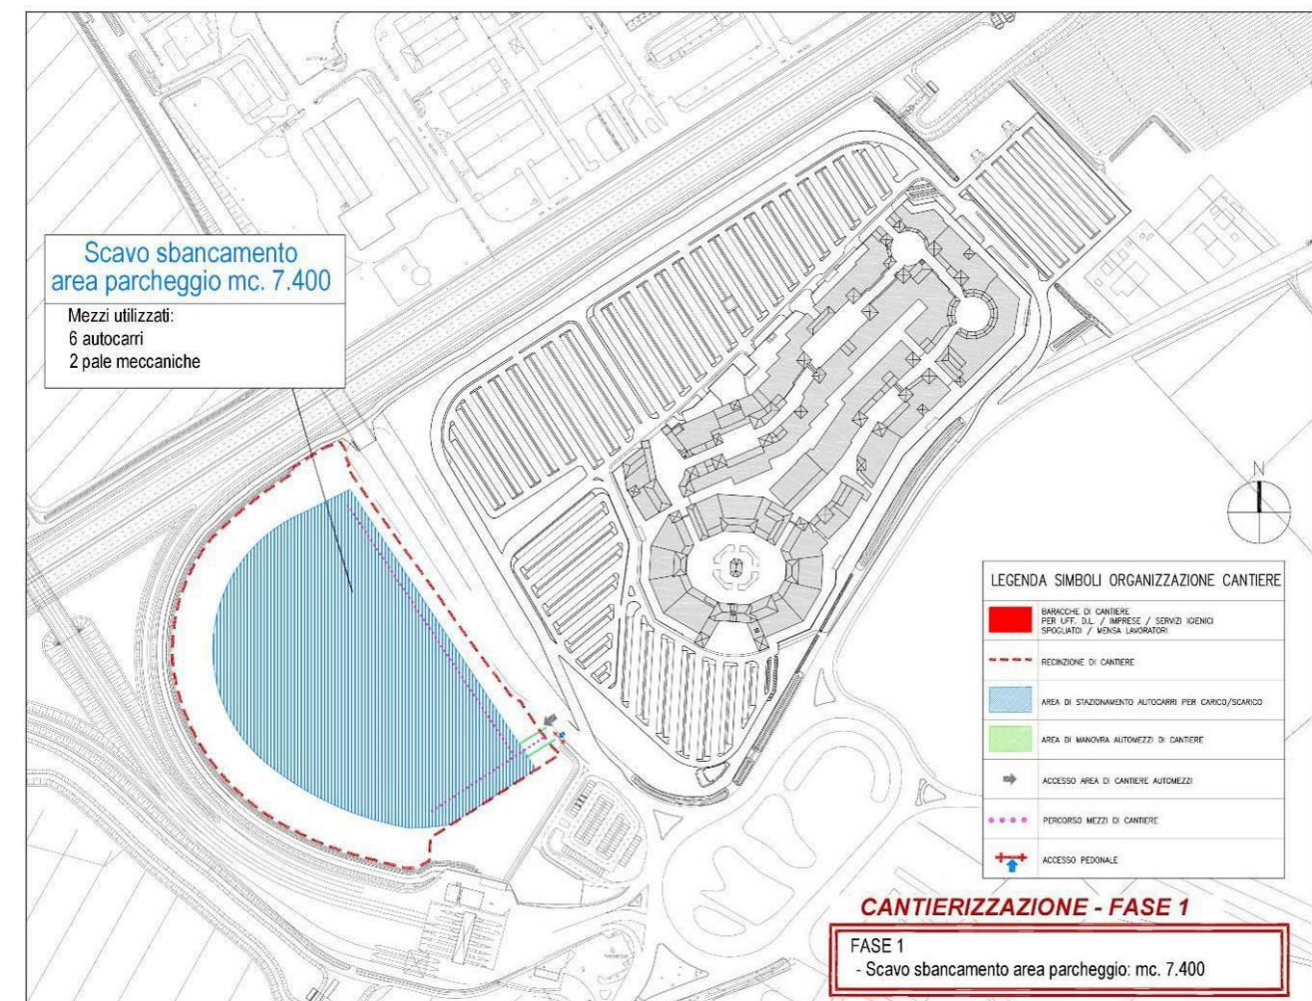 Scavo sbancamento
area parcheggio mc. 7.400
Mezzi utilizzati:
6 autocarri
2 pale meccaniche
N
LEGENDA SIMBOLI ORGANIZZAZIONE CANTIERE
BARACCHE DI CANTIERE
PER UFF. D.L. / IMPRESE / SERVIZI IGIENICI
SPOGLIATOI / MENSA LAVORATORI
RECINZIONE DI CANTIERE
AREA DI STAZIONAMENTO AUTOCARRI PER CARICO/SCARICO
AREA DI MANOVRA AUTOMEZZI DI CANTIERE
ACCESSO AREA DI CANTIERE AUTOMEZZI
PERCORSO MEZZI DI CANTIERE
ACCESSO PEDONALE
CANTIERIZZAZIONE - FASE 1
FASE 1
- Scavo sbancamento area parcheggio: mc. 7.400